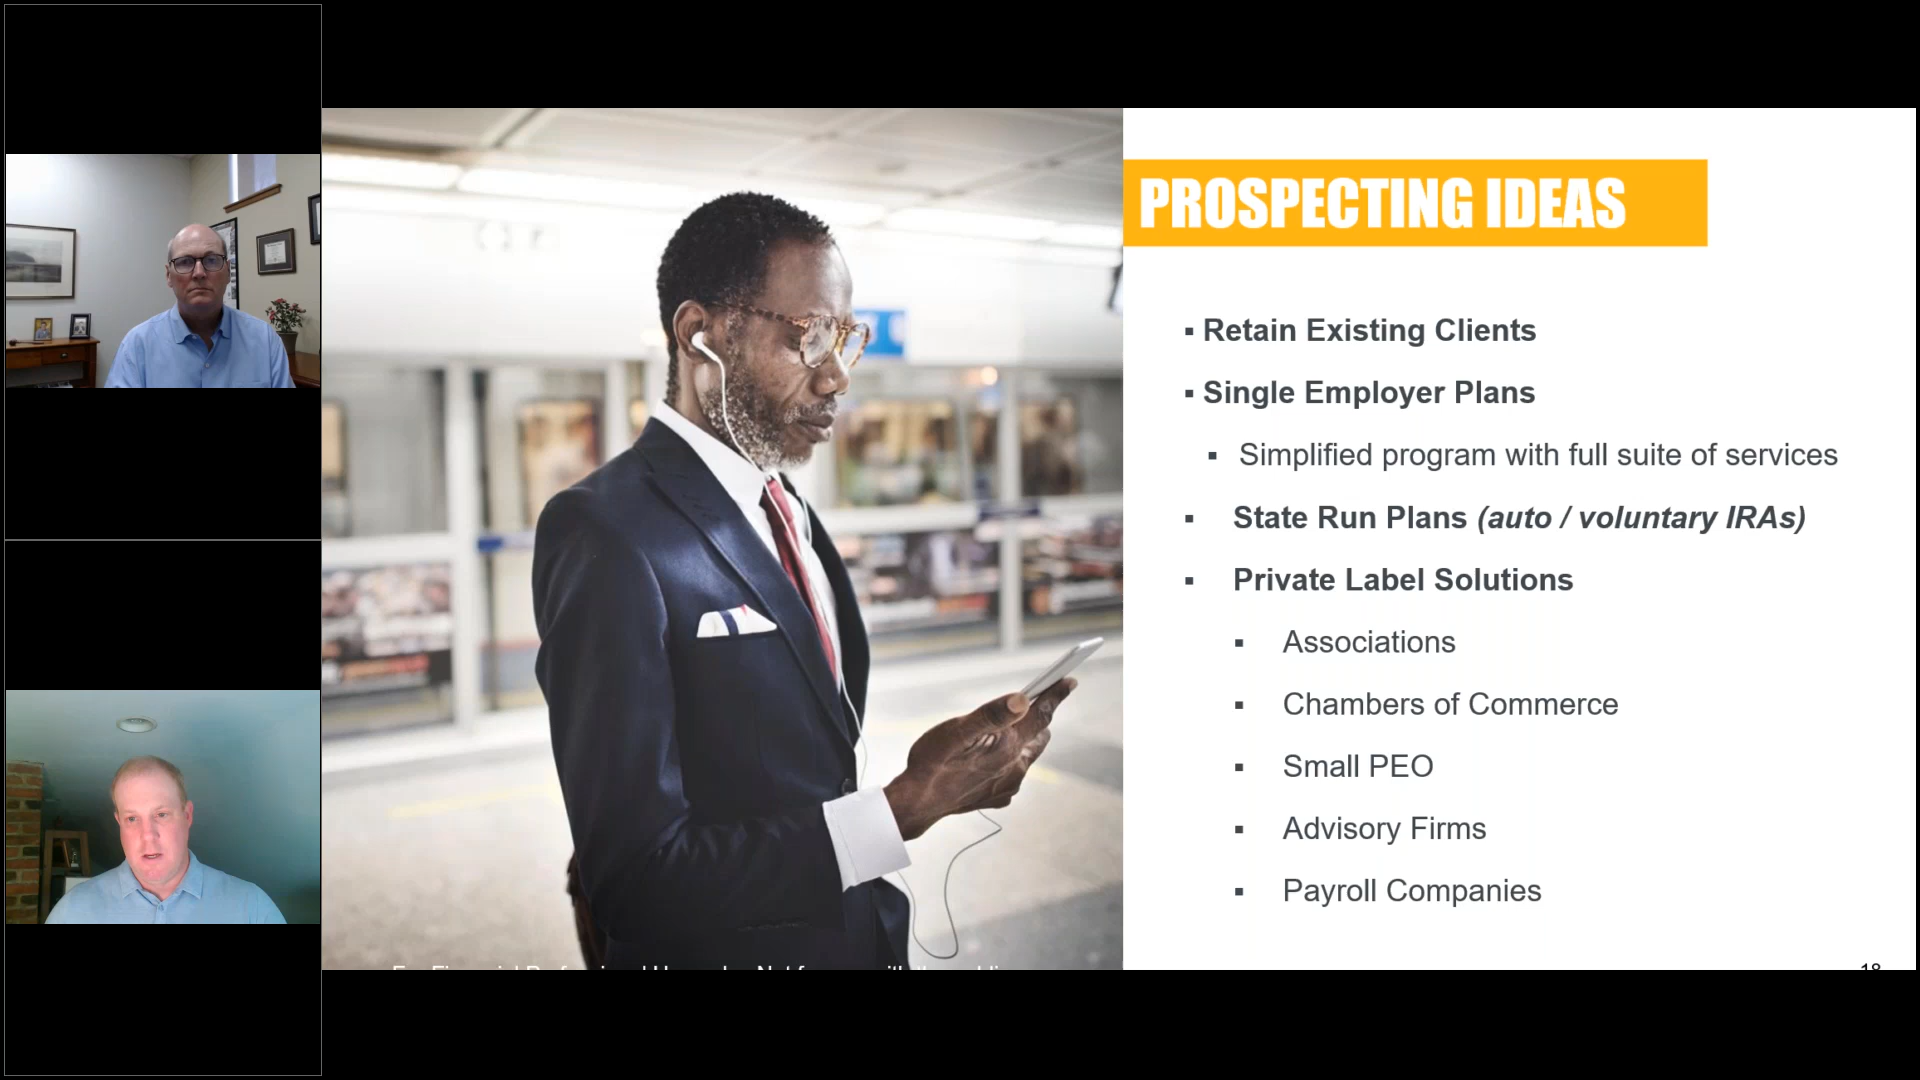 PROSPECTING IDEAS
▪ Retain Existing Clients
▪ Single Employer Plans
▪ Simplified program with full suite of services
▪ State Run Plans (auto / voluntary IRAs)
▪ Private Label Solutions
▪ Associations
▪ Chambers of Commerce
▪ Small PEO
▪ Advisory Firms
▪ Payroll Companies